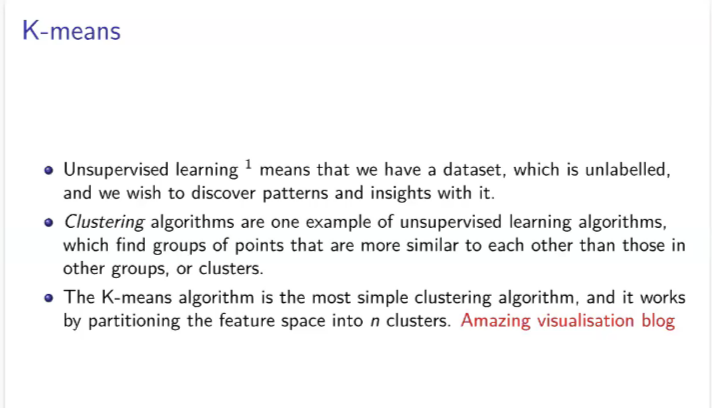 K-means
Unsupervised learning 1 means that we have a dataset, which is unlabelled,
and we wish to discover patterns and insights with it.
Clustering algorithms are one example of unsupervised learning algorithms,
which find groups of points that are more similar to each other than those in
other groups, or clusters.
The K-means algorithm is the most simple clustering algorithm, and it works
by partitioning the feature space into n clusters. Amazing visualisation blog